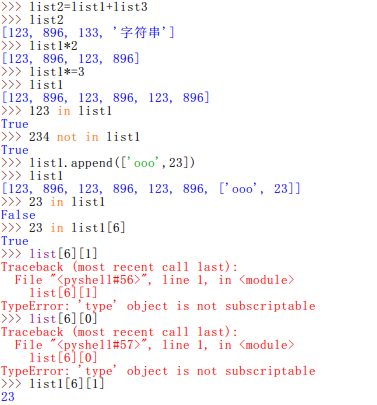 >>> list2=list1+list3
>>> list2
[123, 896, 133, '字符串']
>>> list1*2
[123, 896, 123, 896]
>>> list1*=3
>>> list1
[123, 896, 123, 896, 123, 896]
>>> 123 in list1
True
>>> 234 not in list1
True
>>> list1.append(['ooo',23])
>>> list1
[123, 896, 123, 896, 123, 896, ['ooo', 23]]
>>> 23 in list1
False
>>> 23 in list1[6]
True
>>> list[6][1]
Traceback (most recent call last):
  File "<pyshell#56>", line 1, in <module>
    list[6][1]
TypeError: 'type' object is not subscriptable
>>> list[6][0]
Traceback (most recent call last):
  File "<pyshell#57>", line 1, in <module>
    list[6][0]
TypeError: 'type' object is not subscriptable
>>> list1[6][1]
23